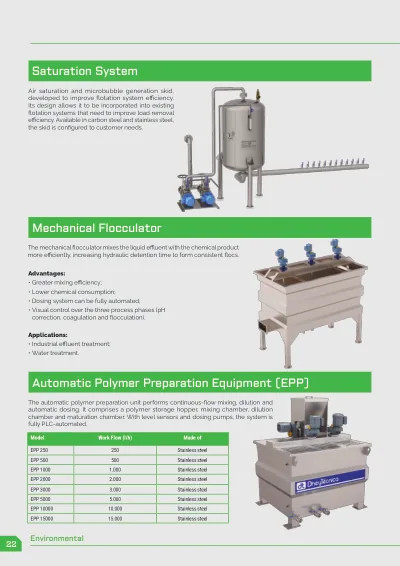 Saturation System
Air saturation and microbubble generation skid,
developed to improve flotation system efficiency.
Its design allows it to be incorporated into existing
flotation systems that need to improve load removal
efficiency. Available in carbon steel and stainless steel,
the skid is configured to customer needs.
Mechanical Flocculator
The mechanical flocculator mixes the liquid effluent with the chemical product
more efficiently, increasing hydraulic detention time to form consistent flocs.
Advantages:
• Greater mixing efficiency;
• Lower chemical consumption;
• Dosing system can be fully automated;
• Visual control over the three process phases (pH
correction, coagulation and flocculation).
Applications:
• Industrial effluent treatment;
• Water treatment.
Automatic Polymer Preparation Equipment (EPP)
The automatic polymer preparation unit performs continuous-flow mixing, dilution and
automatic dosing. It comprises a polymer storage hopper, mixing chamber, dilution
chamber and maturation chamber. With level sensors and dosing pumps, the system is
fully PLC-automated.
Model Work Flow (l/h) Made of
EPP 250 250 Stainless steel
EPP 500 500 Stainless steel
EPP 1000 1.000 Stainless steel
EPP 2000 2.000 Stainless steel
EPP 3000 3.000 Stainless steel
EPP 5000 5.000 Stainless steel
EPP 10000 10.000 Stainless steel
EPP 15000 15.000 Stainless steel
22 Environmental